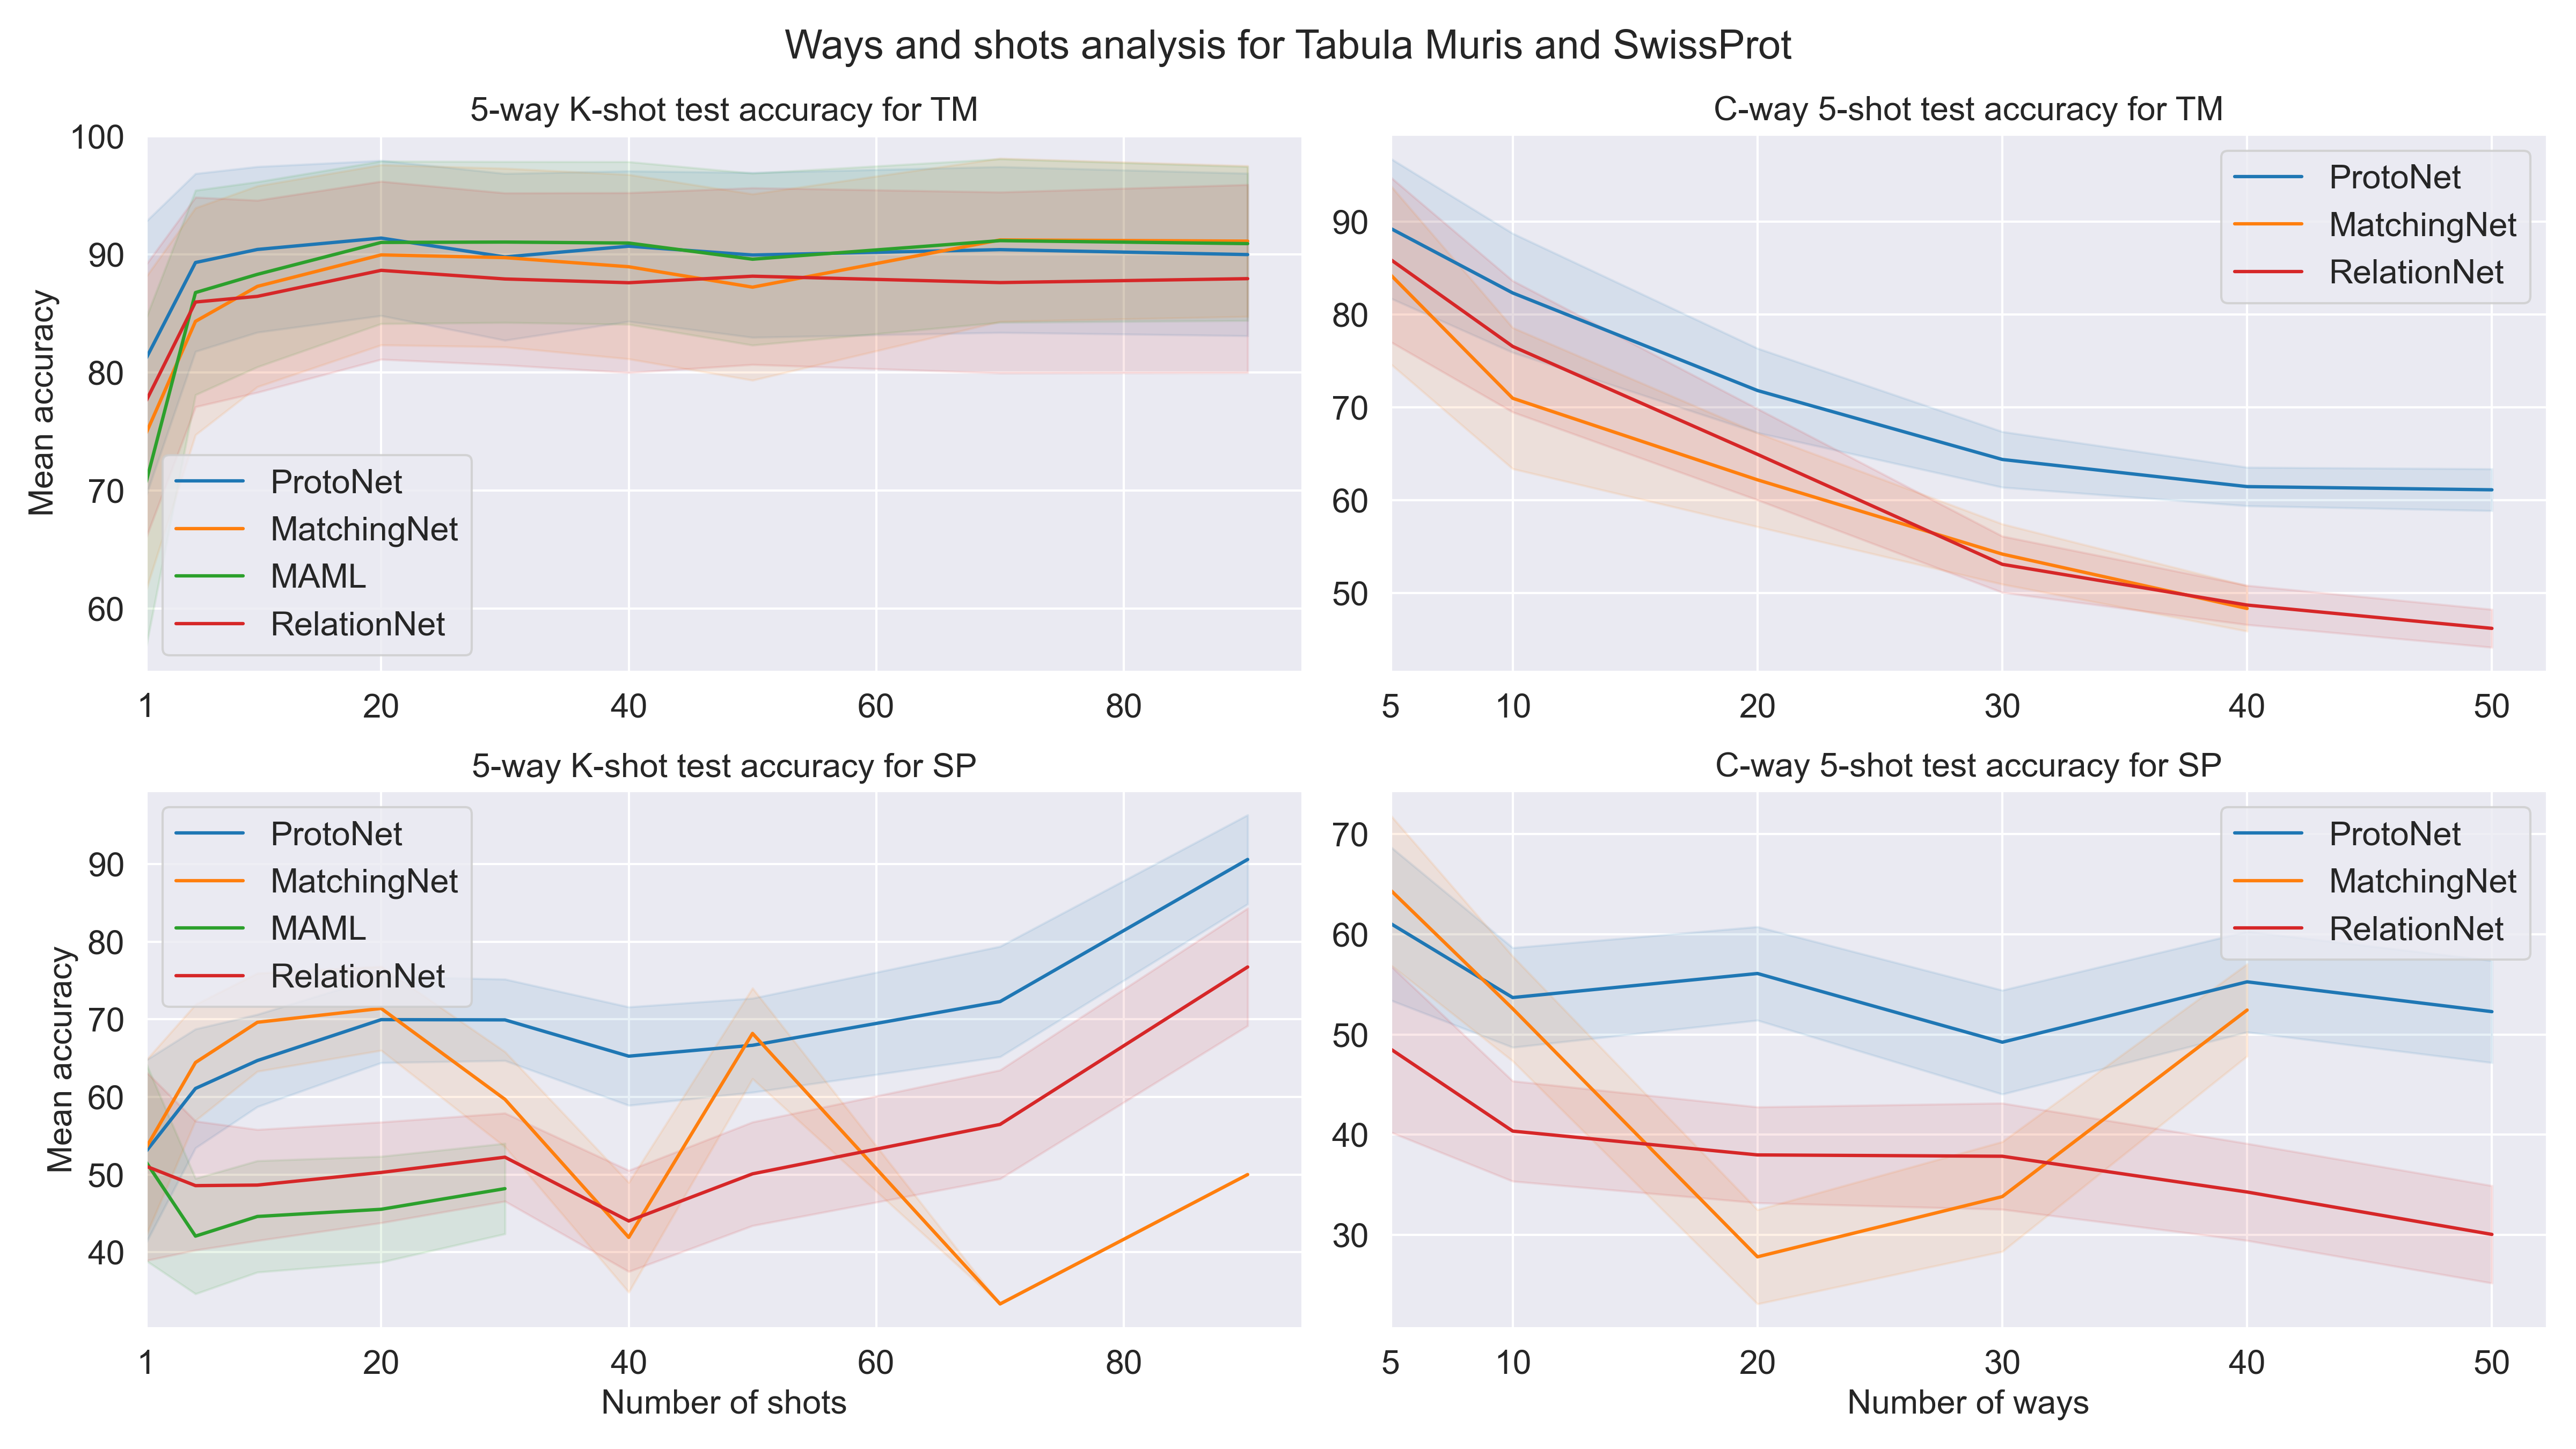 Ways and shots analysis for Tabula Muris and SwissProt
5-way K-shot test accuracy for TM
Mean accuracy
100
90
80
70
60
ProtoNet
MatchingNet
MAML
RelationNet
1 20 40 60 80
C-way 5-shot test accuracy for TM
90
80
70
60
50
ProtoNet
MatchingNet
RelationNet
5 10 20 30 40 50
5-way K-shot test accuracy for SP
Mean accuracy
90
80
70
60
50
40
ProtoNet
MatchingNet
MAML
RelationNet
1 20 40 60 80
Number of shots
C-way 5-shot test accuracy for SP
70
60
50
40
30
ProtoNet
MatchingNet
RelationNet
5 10 20 30 40 50
Number of ways